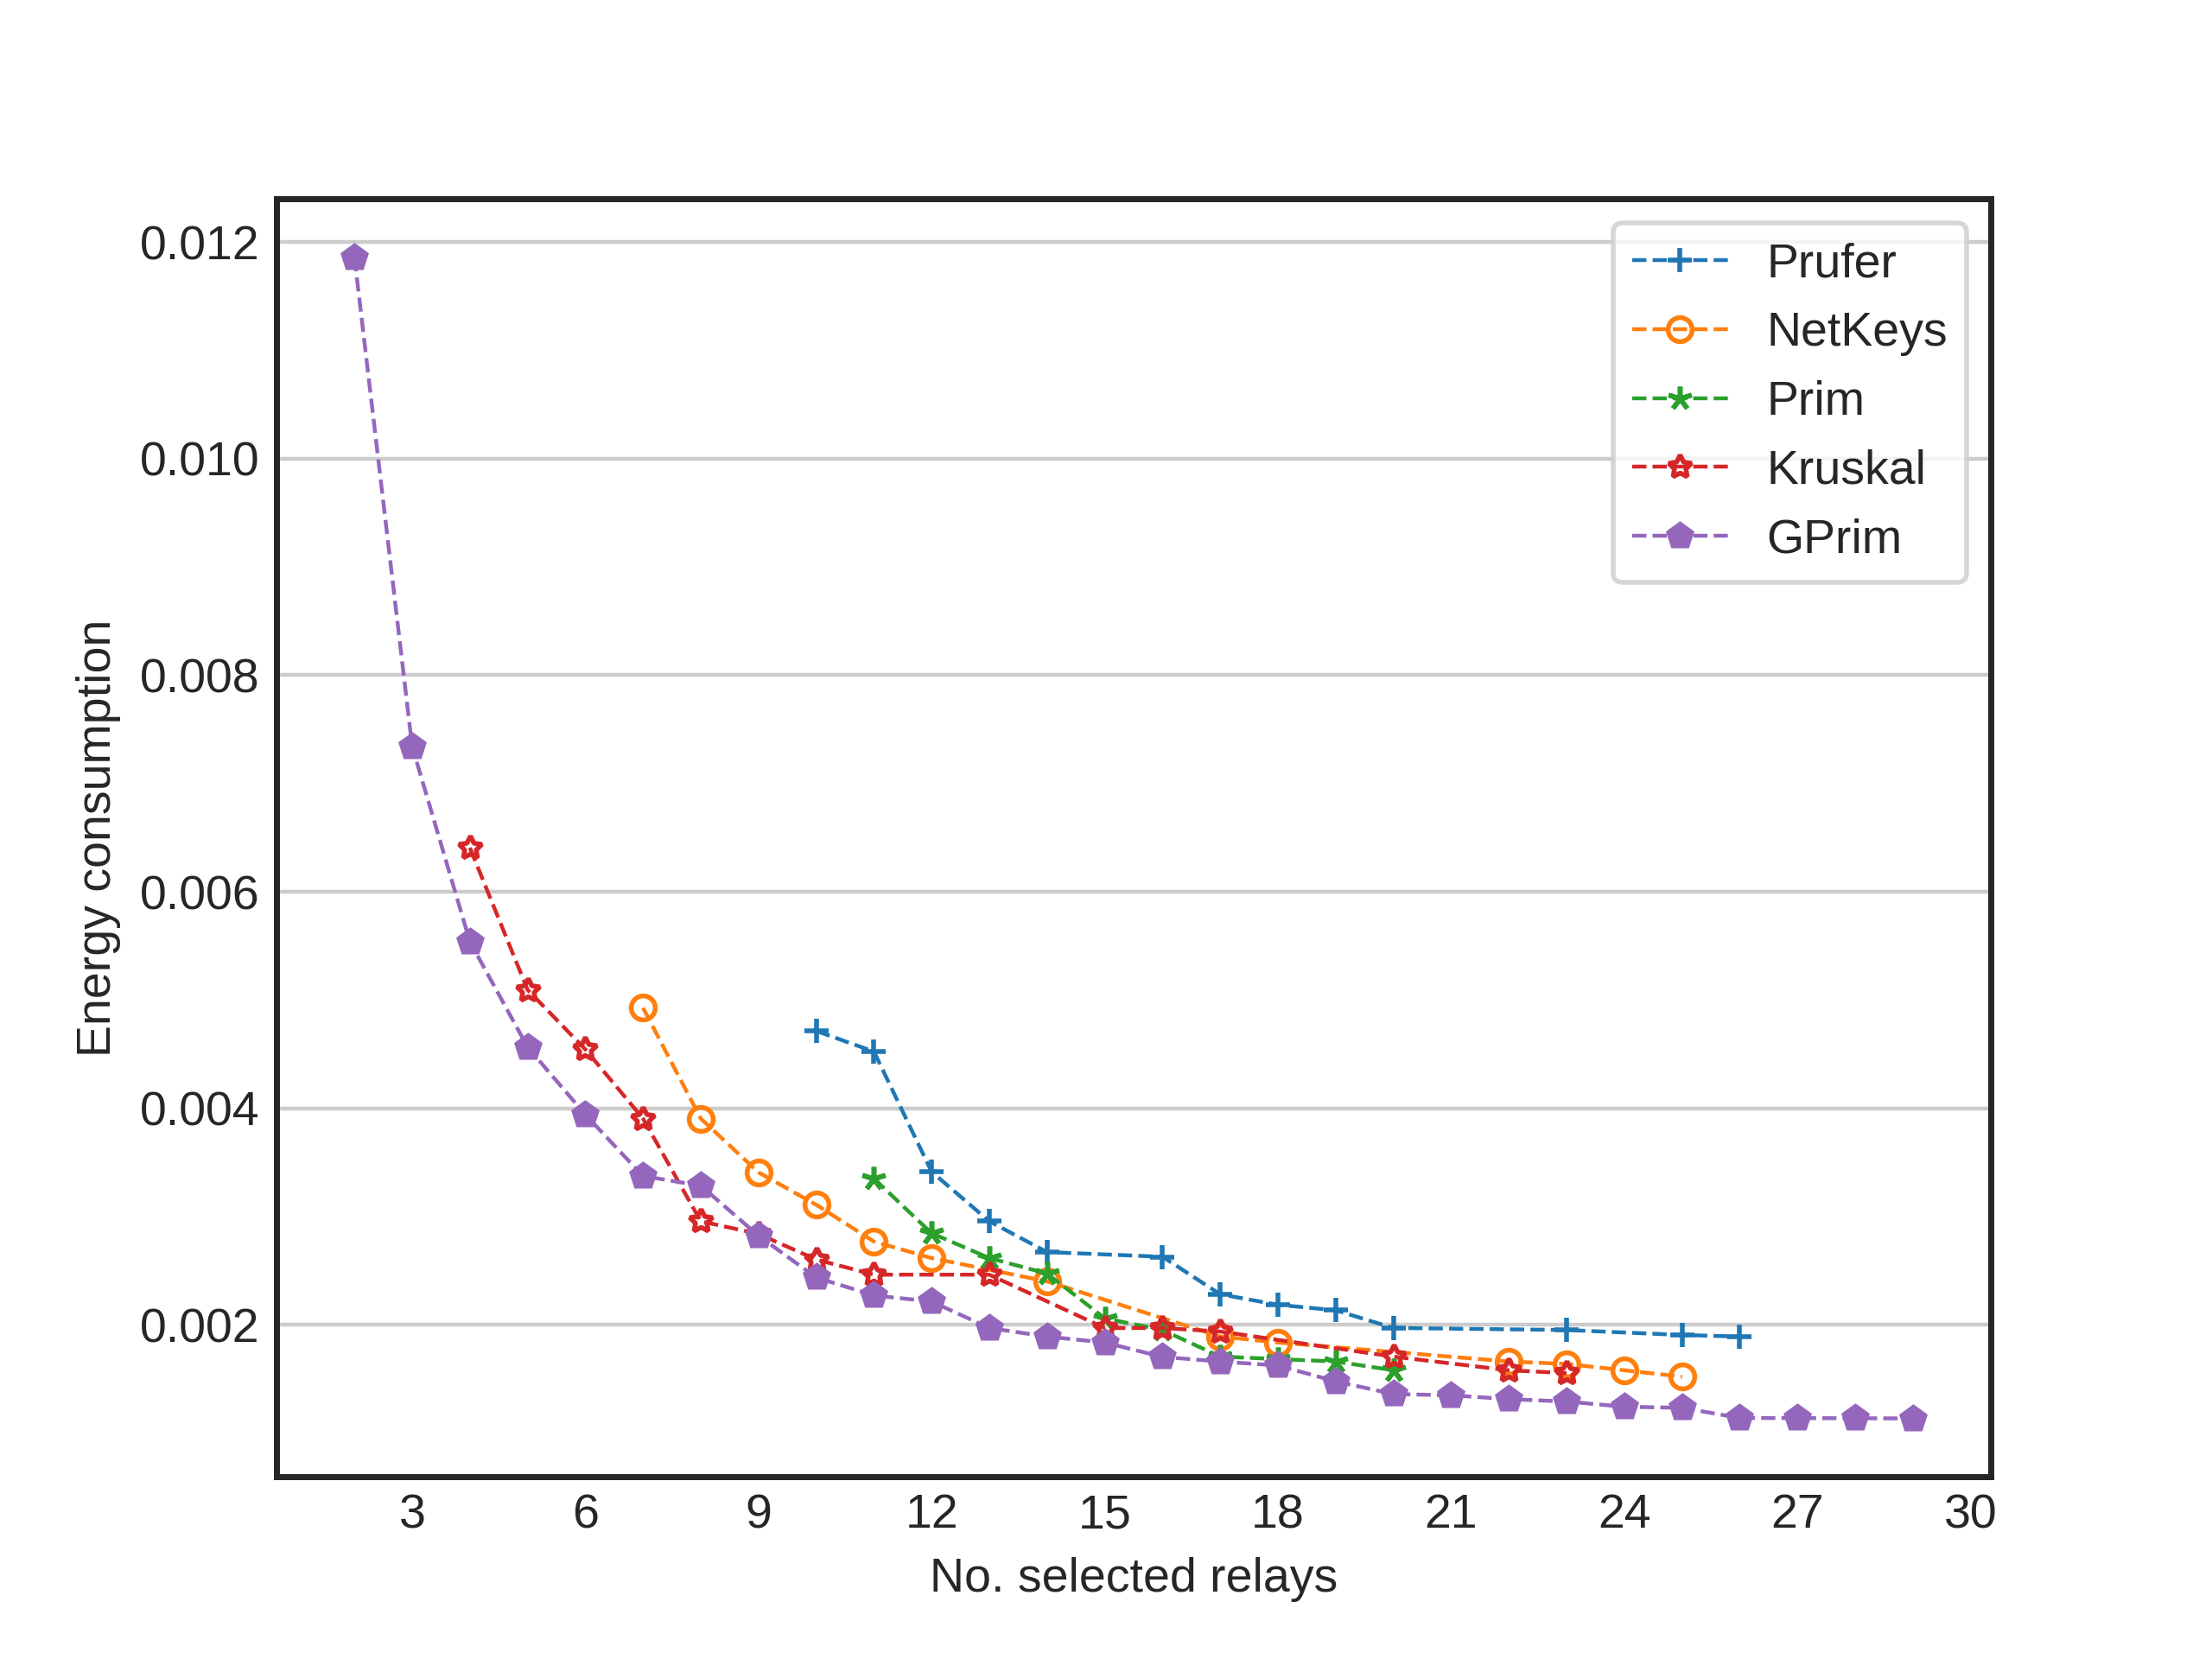 0.012
0.010
0.008
0.006
0.004
0.002
Energy consumption
3 6 9 12 15 18 21 24 27 30
No. selected relays
Prufer
NetKeys
Prim
Kruskal
GPrim